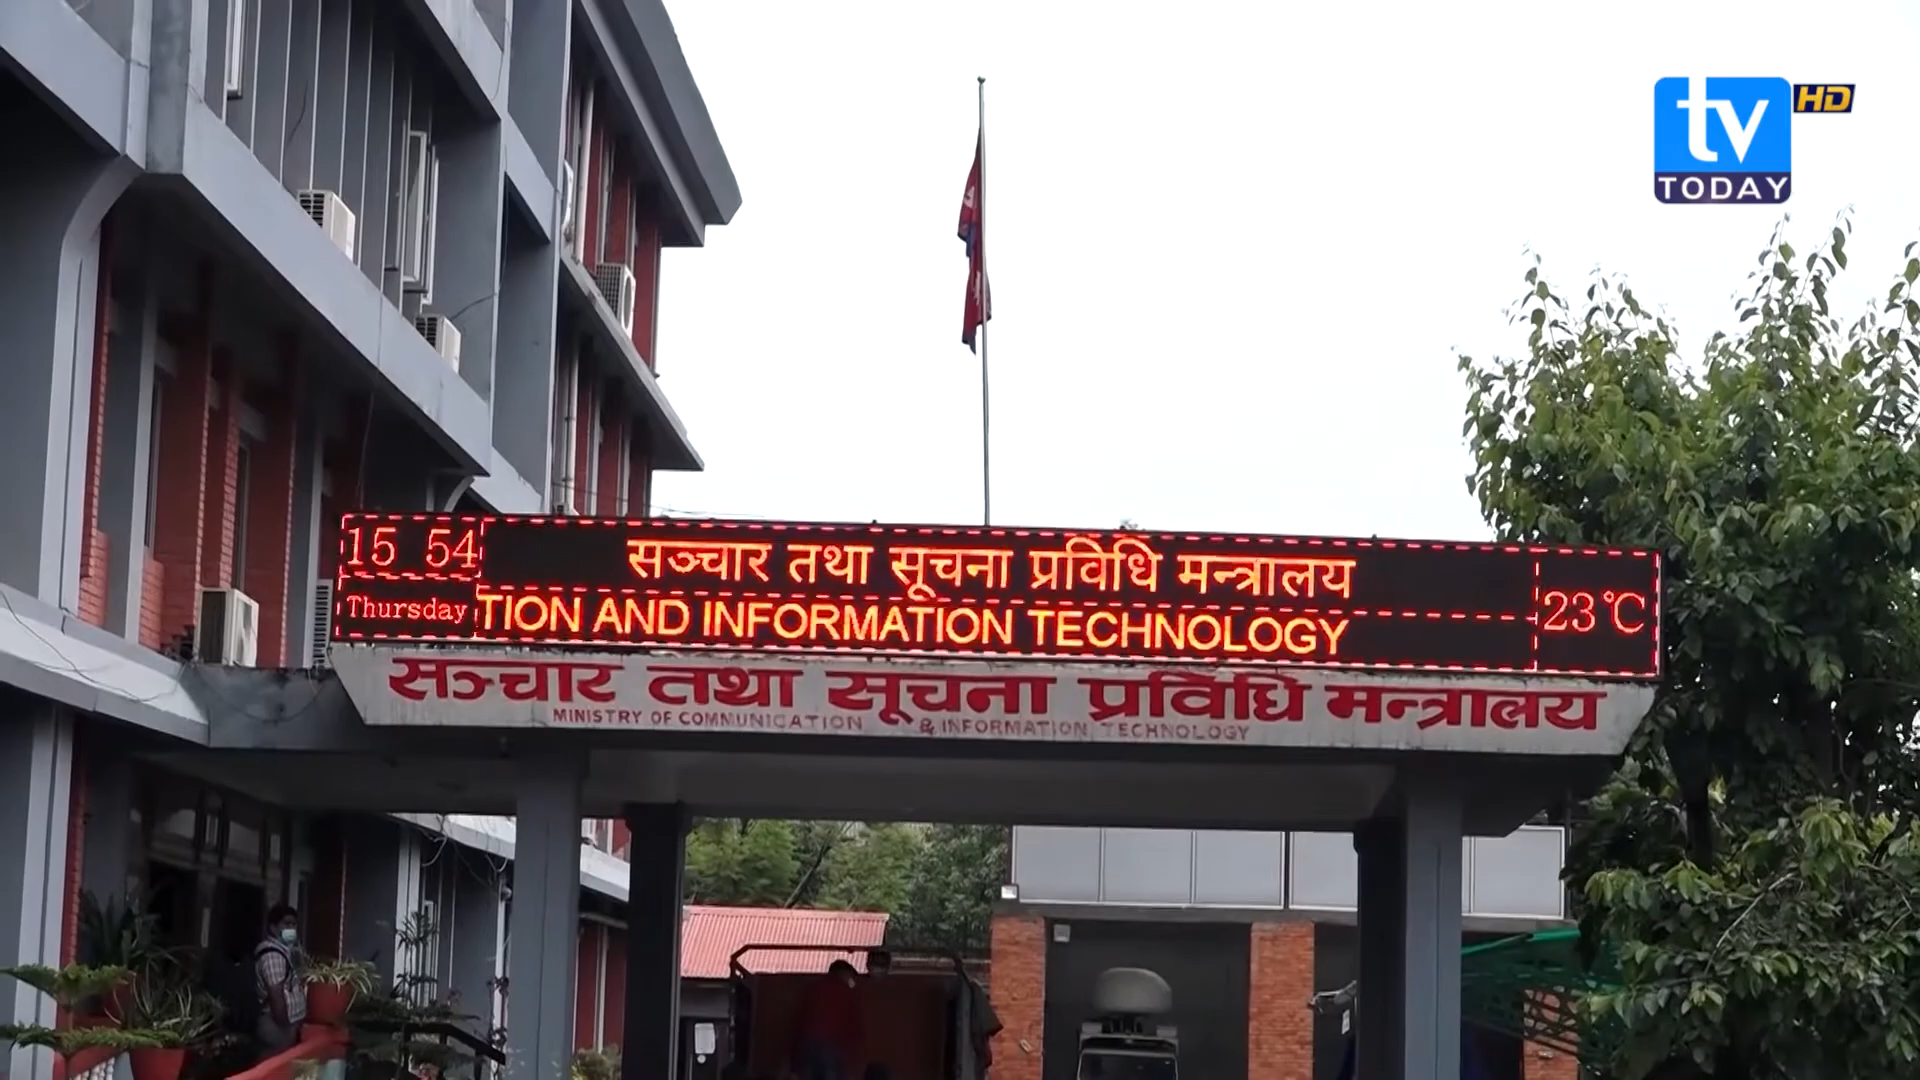 tv HD
TODAY
15 54
सञ्चार तथा सूचना प्रविधि मन्त्रालय
Thursday
TION AND INFORMATION TECHNOLOGY
23℃
सञ्चार तथा सूचना प्रविधि मन्त्रालय
MINISTRY OF COMMUNICATION & INFORMATION TECHNOLOGY